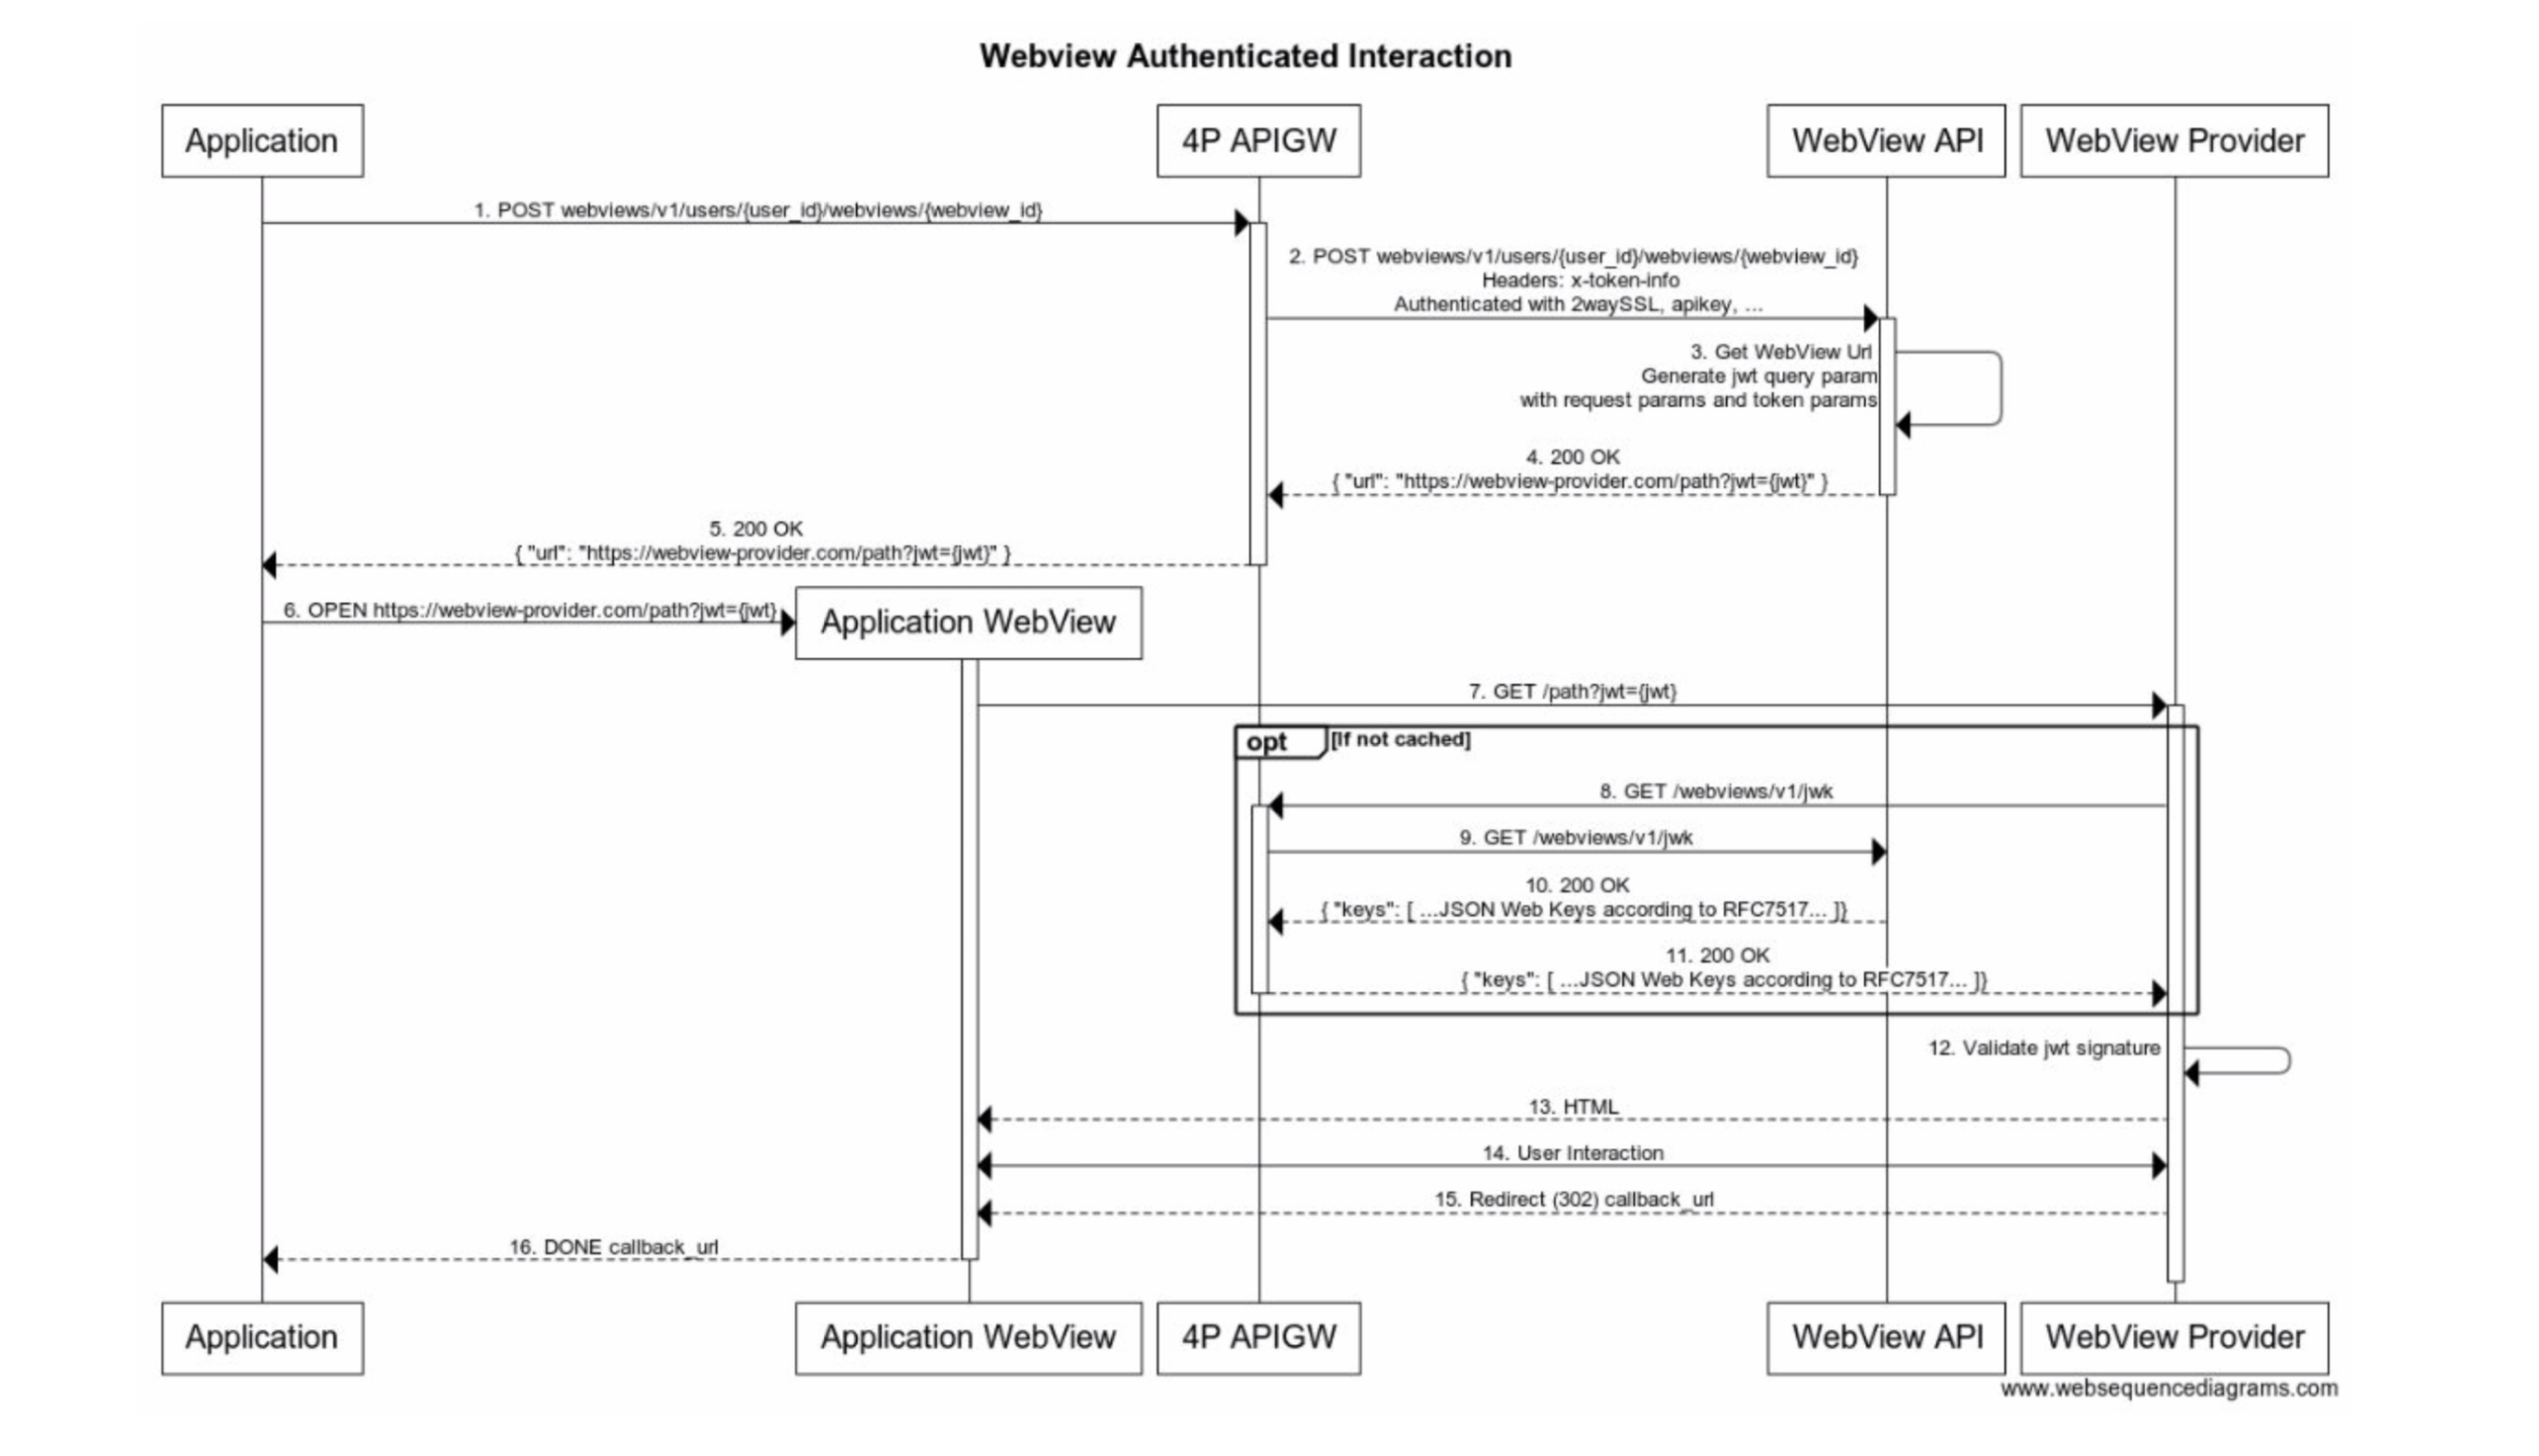 Webview Authenticated Interaction
Application
4P APIGW
WebView API
WebView Provider
1. POST webviews/v1/users/{user_id}/webviews/{webview_id}
2. POST webviews/v1/users/{user_id}/webviews/{webview_id}
Headers: x-token-info
Authenticated with 2waySSL, apikey, ...
3. Get WebView Url
Generate jwt query param
with request params and token params
4. 200 OK
{ "url": "https://webview-provider.com/path?jwt={jwt}" }
5. 200 OK
{ "url": "https://webview-provider.com/path?jwt={jwt}" }
6. OPEN https://webview-provider.com/path?jwt={jwt}
Application WebView
7. GET /path?jwt={jwt}
opt [If not cached]
8. GET /webviews/v1/jwk
9. GET /webviews/v1/jwk
10. 200 OK
{ "keys": [ ...JSON Web Keys according to RFC7517... ]}
11. 200 OK
{ "keys": [ ...JSON Web Keys according to RFC7517... ]}
12. Validate jwt signature
13. HTML
14. User Interaction
15. Redirect (302) callback_url
16. DONE callback_url
Application
Application WebView
4P APIGW
WebView API
WebView Provider
www.websequencediagrams.com